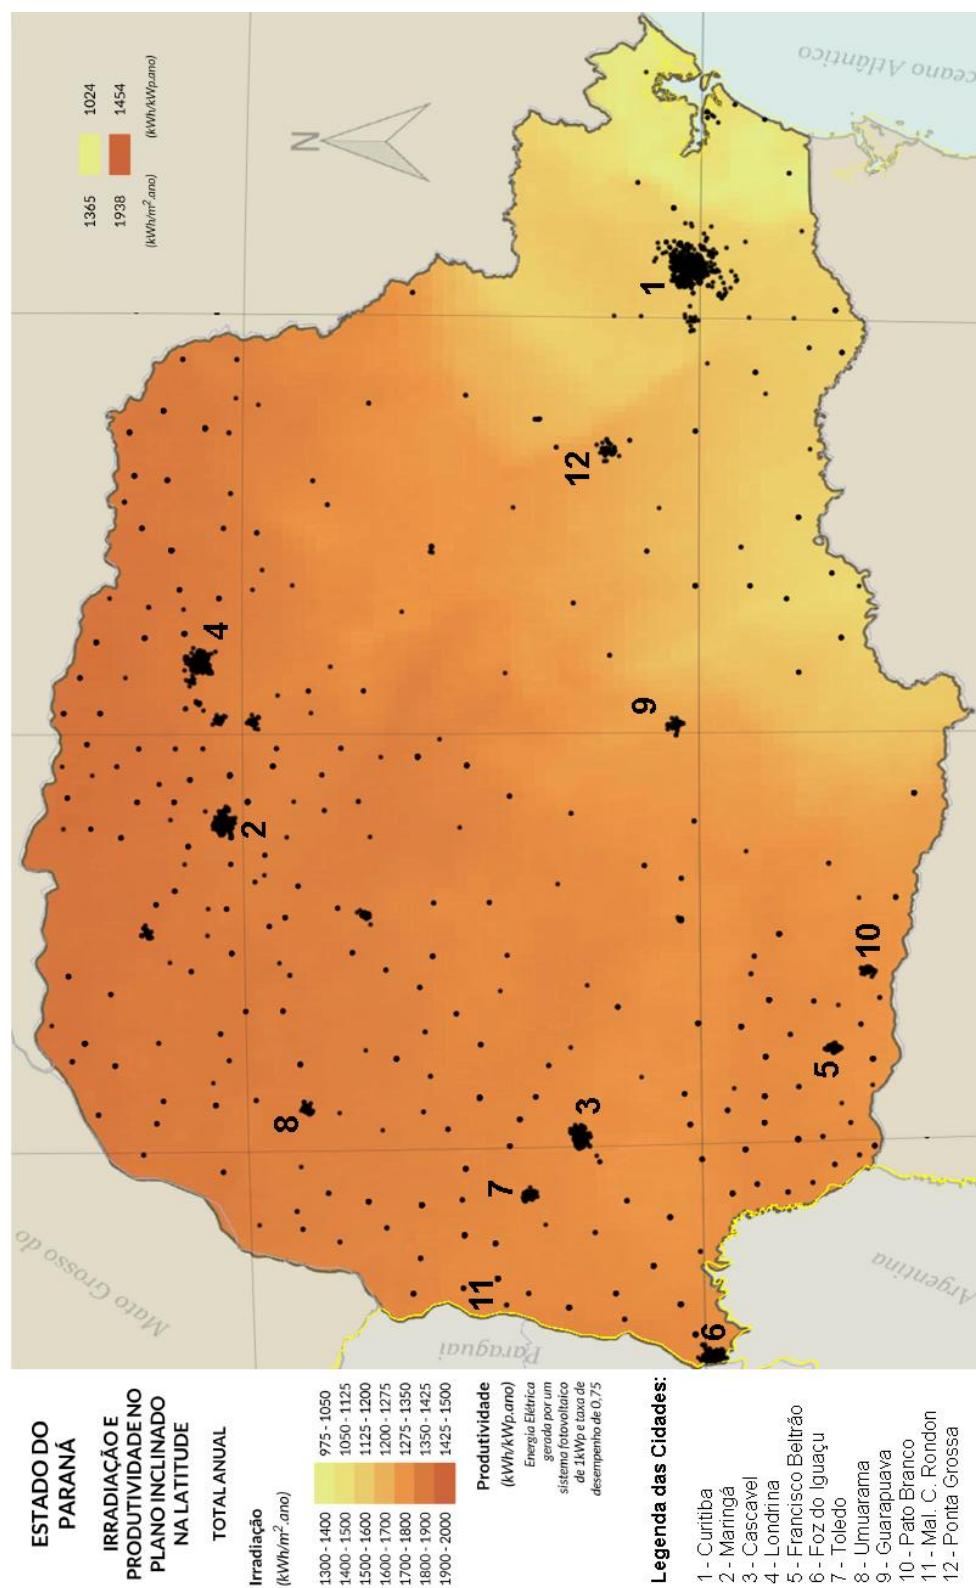 ESTADO DO
PARANÁ
IRRADIAÇÃO E
PRODUTIVIDADE NO
PLANO INCLINADO
NA LATITUDE
TOTAL ANUAL
Irradiação
(kWh/m².ano)
1300 - 1400 975 - 1050
1400 - 1500 1050 - 1125
1500 - 1600 1125 - 1200
1600 - 1700 1200 - 1275
1700 - 1800 1275 - 1350
1800 - 1900 1350 - 1425
1900 - 2000 1425 - 1500
Produtividade
(kWh/kWp.ano)
Energia Elétrica
gerada por um
sistema fotovoltaico
de 1kWp e taxa de
desempenho de 0,75
Legenda das Cidades:
1 - Curitiba
2 - Maringá
3 - Cascavel
4 - Londrina
5 - Francisco Beltrão
6 - Foz do Iguaçu
7 - Toledo
8 - Umuarama
9 - Guarapuava
10 - Pato Branco
11 - Mal. C. Rondon
12 - Ponta Grossa
1365 1024
1938 1454
(kWh/m².ano) (kWh/kWp.ano)
N
Mato Grosso do
Paraguai
Argentina
ceano Atlântico
1
2
3
4
5
6
7
8
9
10
11
12